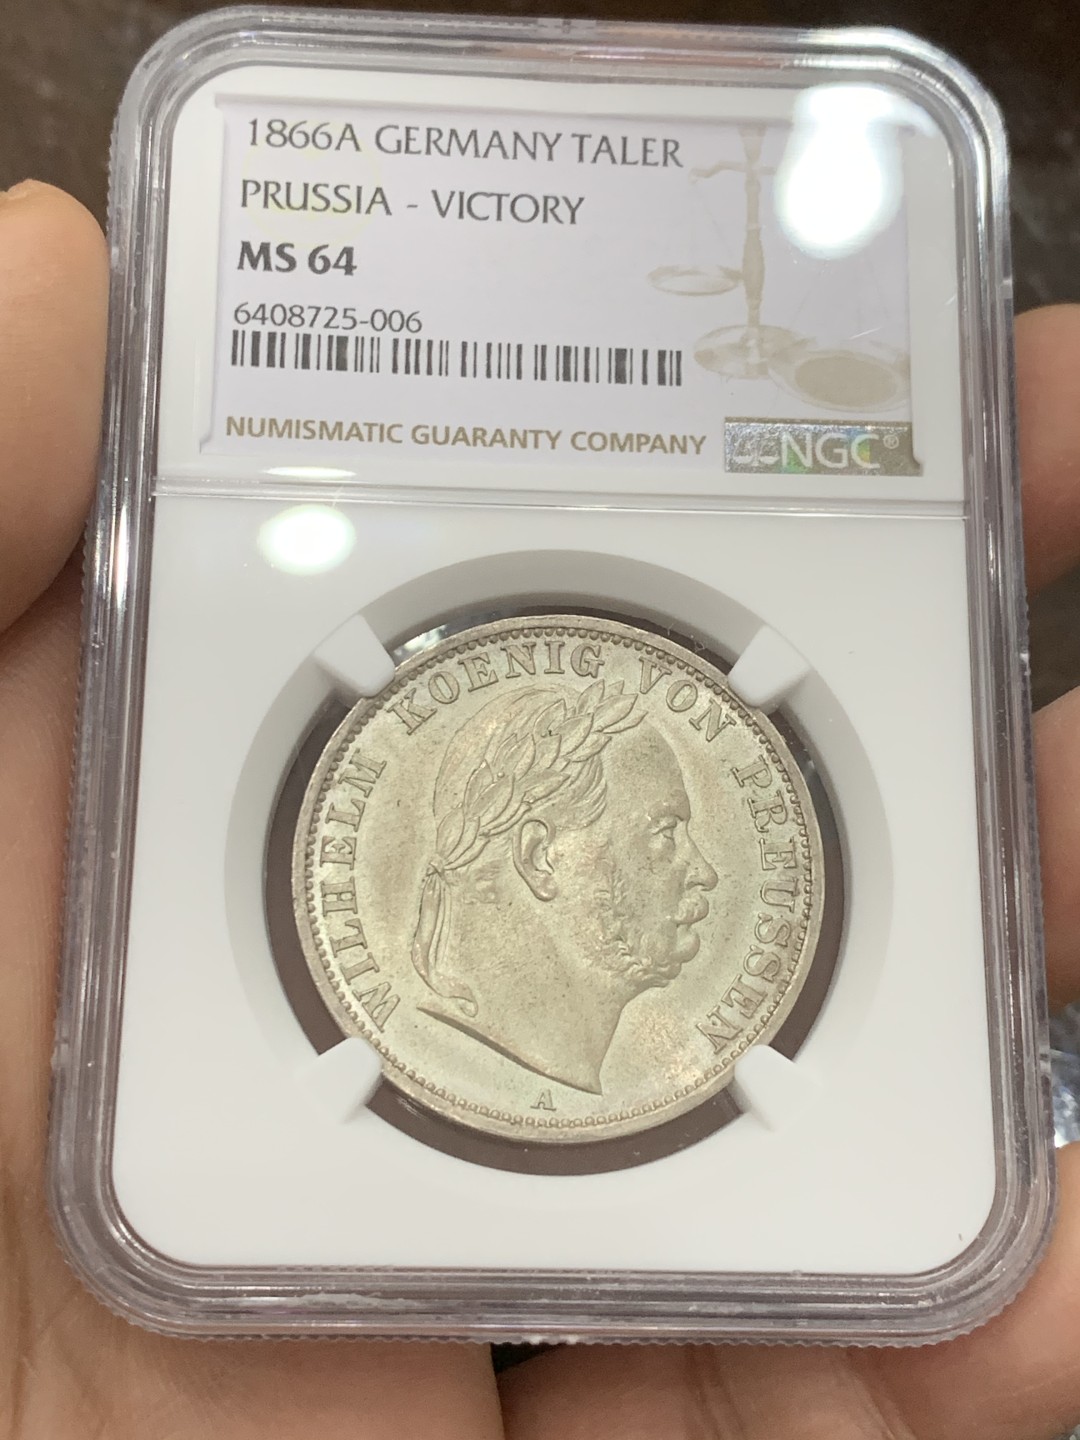 1866A GERMANY TALER
PRUSSIA - VICTORY
MS 64
6408725-006
NUMISMATIC GUARANTY COMPANY
NGC®
WILHELM KOENIG VON PREUSSEN
A